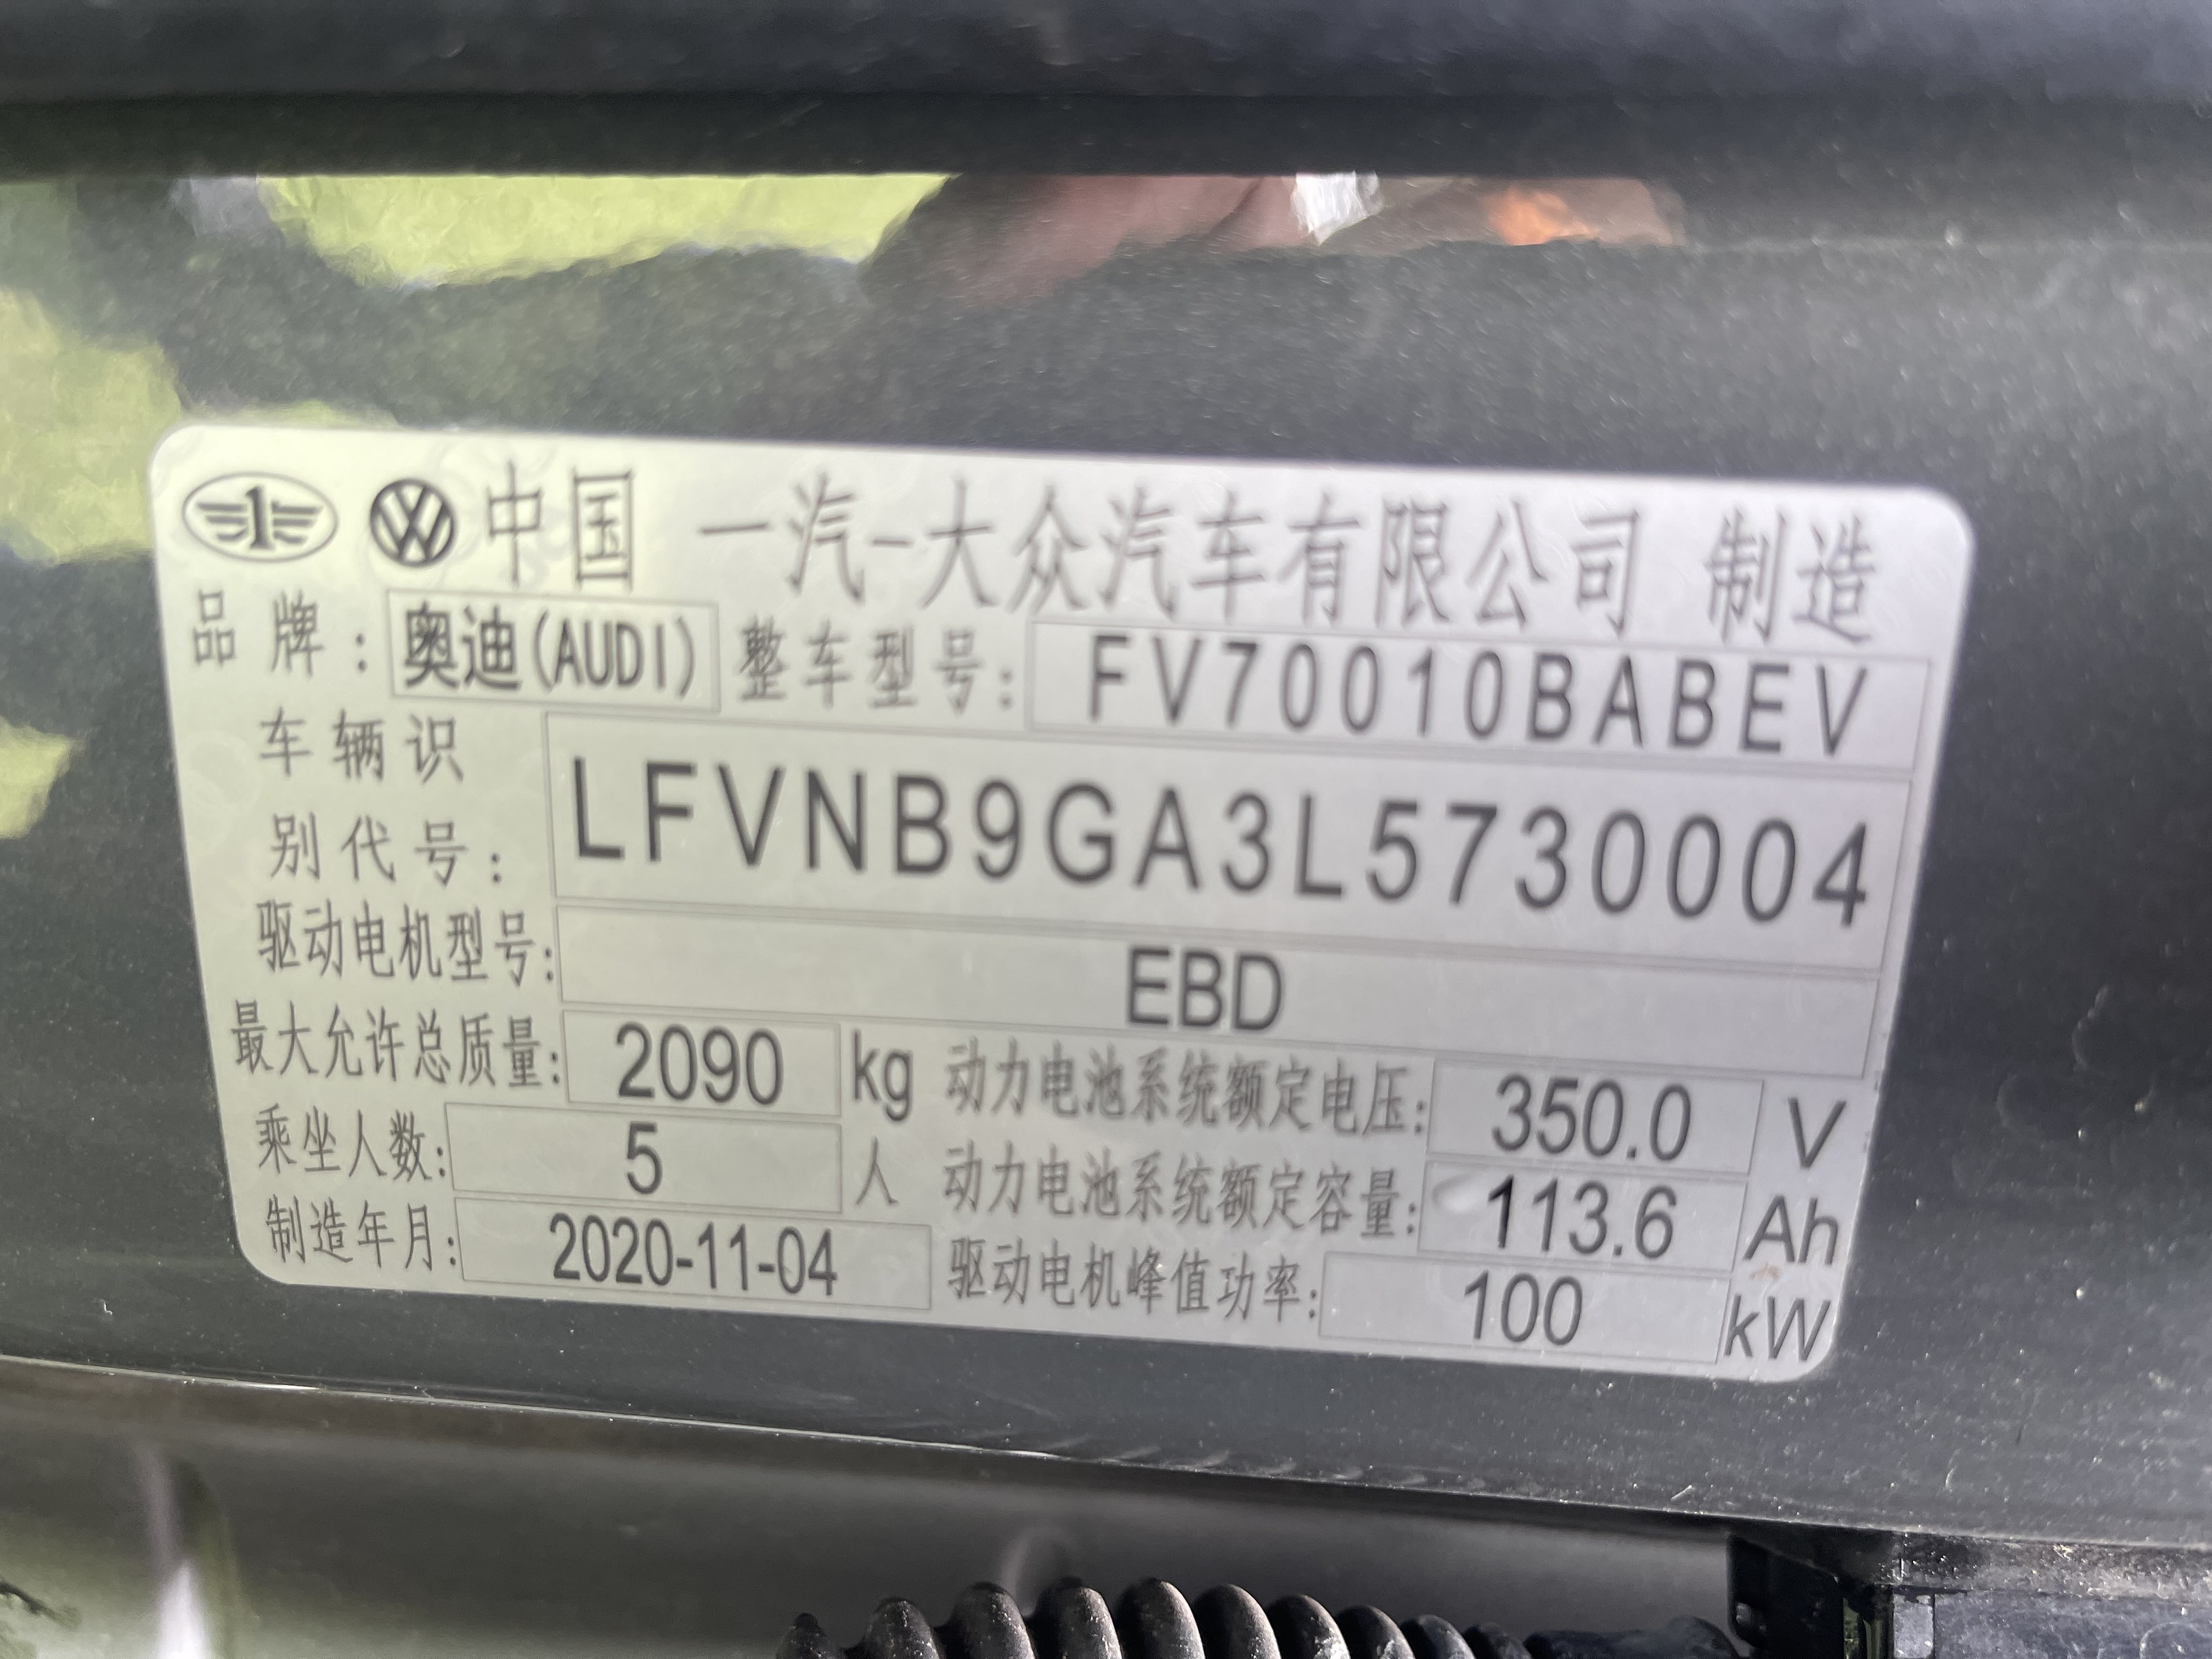 中国 一汽-大众汽车有限公司 制造
品牌: 奥迪(AUDI) 整车型号: FV70010BABEV
车辆识
别代号: LFVNB9GA3L5730004
驱动电机型号: EBD
最大允许总质量: 2090 kg 动力电池系统额定电压: 350.0 V
乘坐人数: 5 人 动力电池系统额定容量: 113.6 Ah
制造年月: 2020-11-04 驱动电机峰值功率: 100 kW